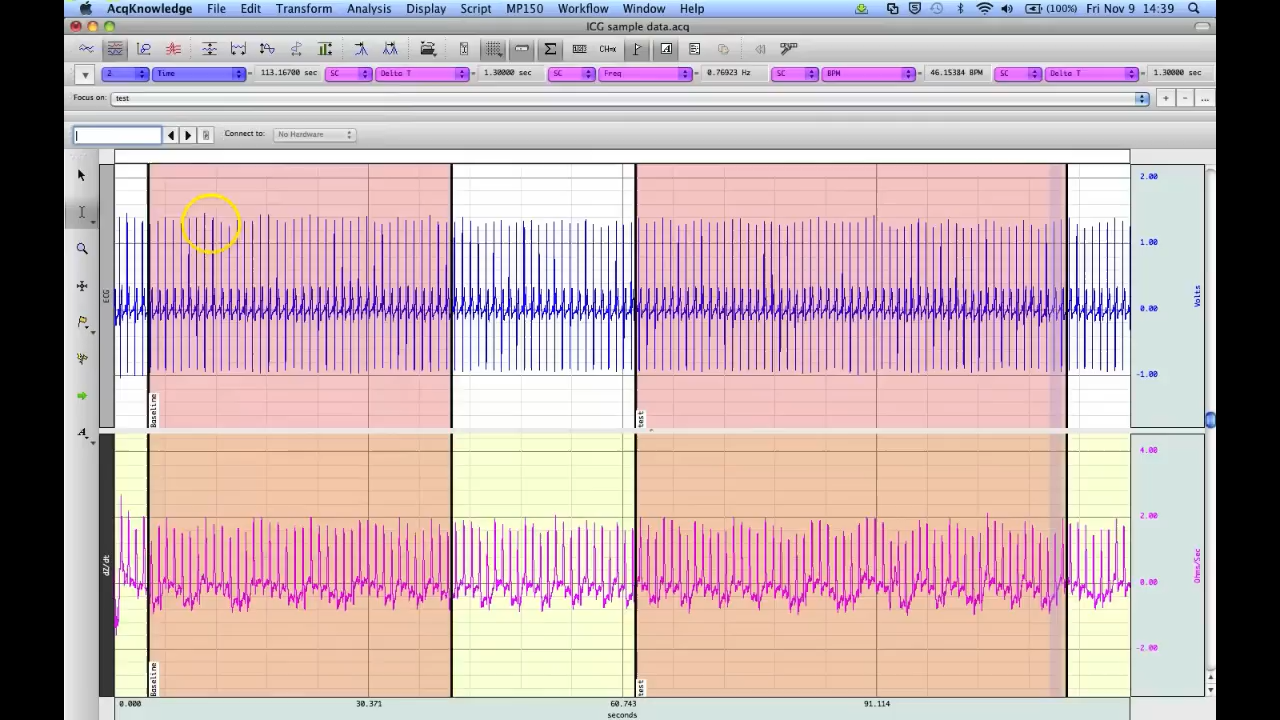 AcqKnowledge File Edit Transform Analysis Display Script MP150 Workflow Window Help (100%) Fri Nov 9 14:39
ICG sample data.acq
2. Time = 113.16700 sec SC Delta T = 1.30000 sec SC Freq = 0.76923 Hz SC BPM = 46.15384 BPM SC Delta T = 1.30000 sec
Focus on: test + - ...
Connect to: No Hardware
ECG
Baseline
test
2.00
1.00
0.00
-1.00
Volts
dZ/dt
Baseline
test
4.00
2.00
0.00
-2.00
Ohms/Sec
0.000 30.371 60.743 91.114
seconds